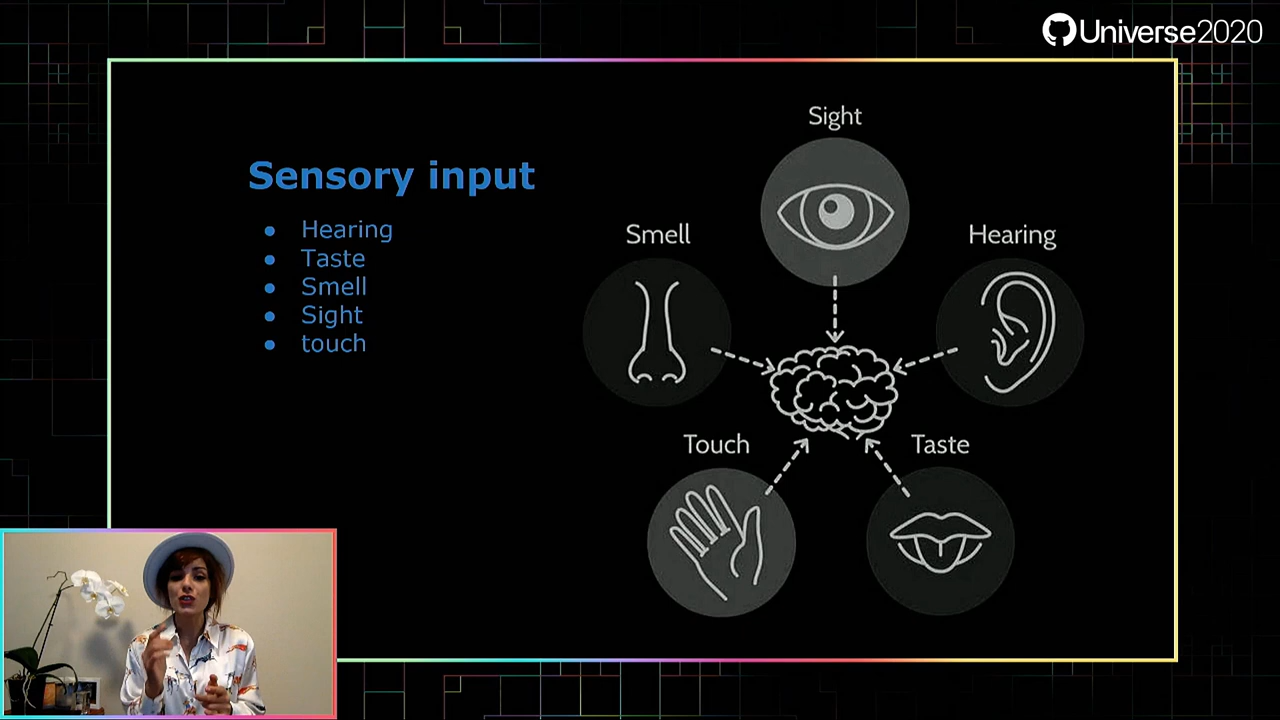 Universe2020
Sensory input
Hearing
Taste
Smell
Sight
touch
Sight
Smell
Hearing
Touch
Taste